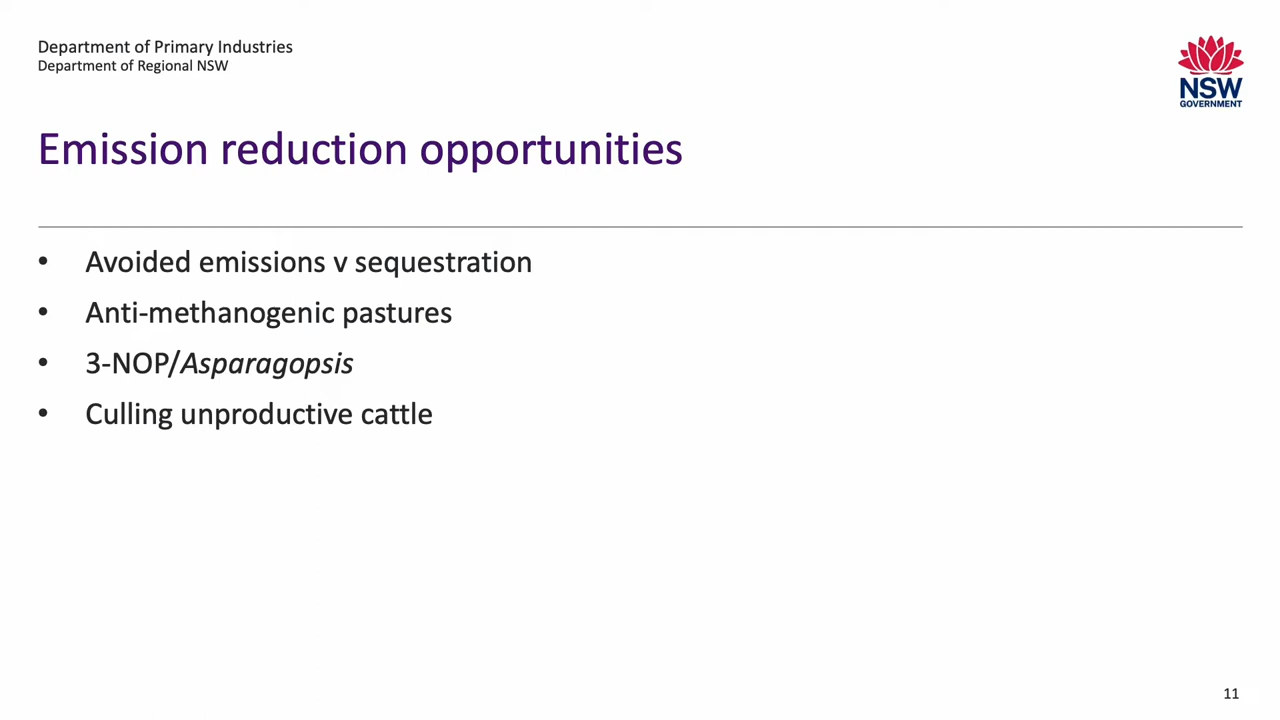 Department of Primary Industries
Department of Regional NSW
NSW
GOVERNMENT
Emission reduction opportunities
• Avoided emissions v sequestration
• Anti-methanogenic pastures
• 3-NOP/Asparagopsis
• Culling unproductive cattle
11